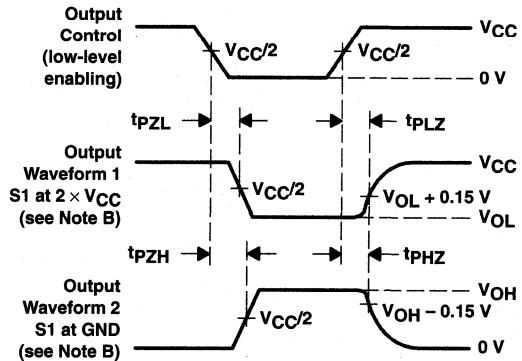 Output
Control
(low-level
enabling)
VCC/2
VCC/2
VCC
0 V
tPZL
tPLZ
Output
Waveform 1
S1 at 2 × VCC
(see Note B)
VCC/2
VCC
VOL + 0.15 V
VOL
tPZH
tPHZ
Output
Waveform 2
S1 at GND
(see Note B)
VCC/2
VOH
VOH − 0.15 V
0 V